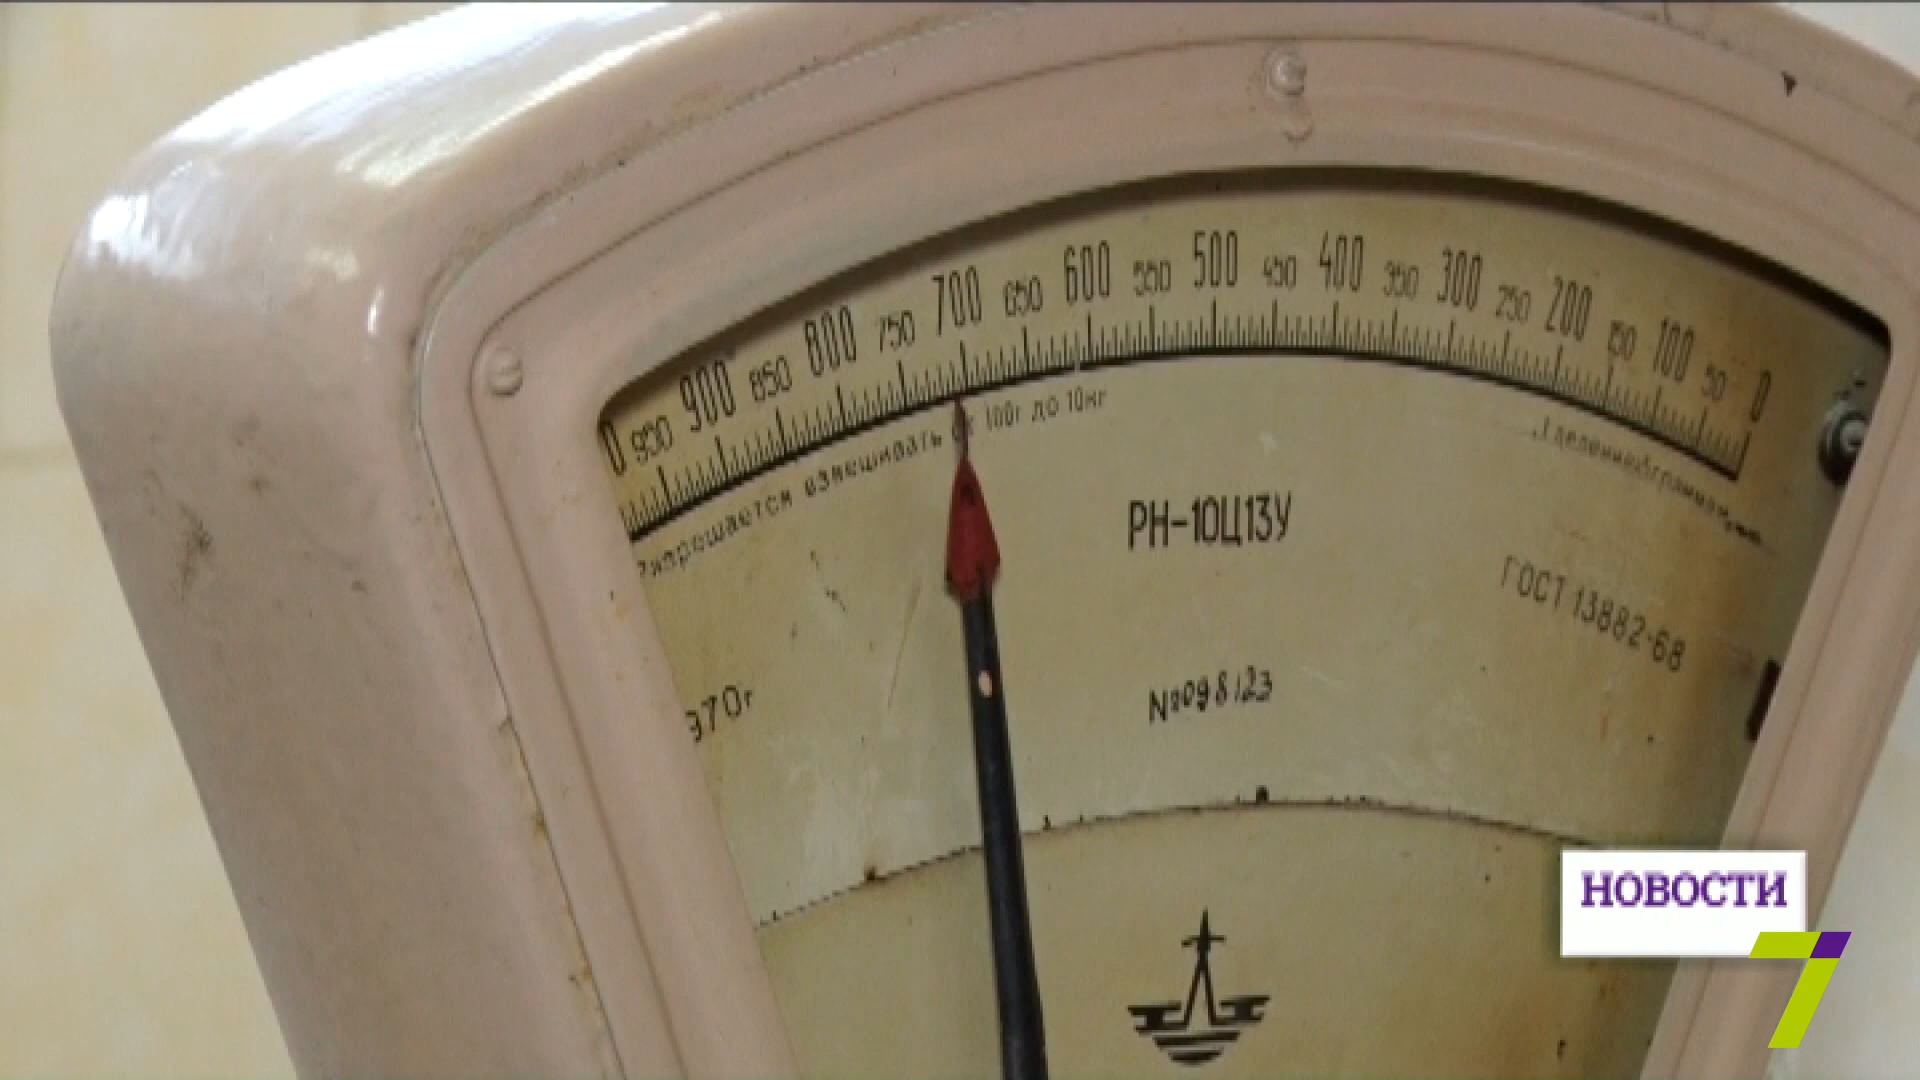 0 950 900 850 800 750 700 650 600 550 500 450 400 350 300 250 200 150 100 50 0
взвешивать от 100г до 10кг
РН-10Ц13У
ГОСТ 13882-68
970г
№098123
НОВОСТИ
7